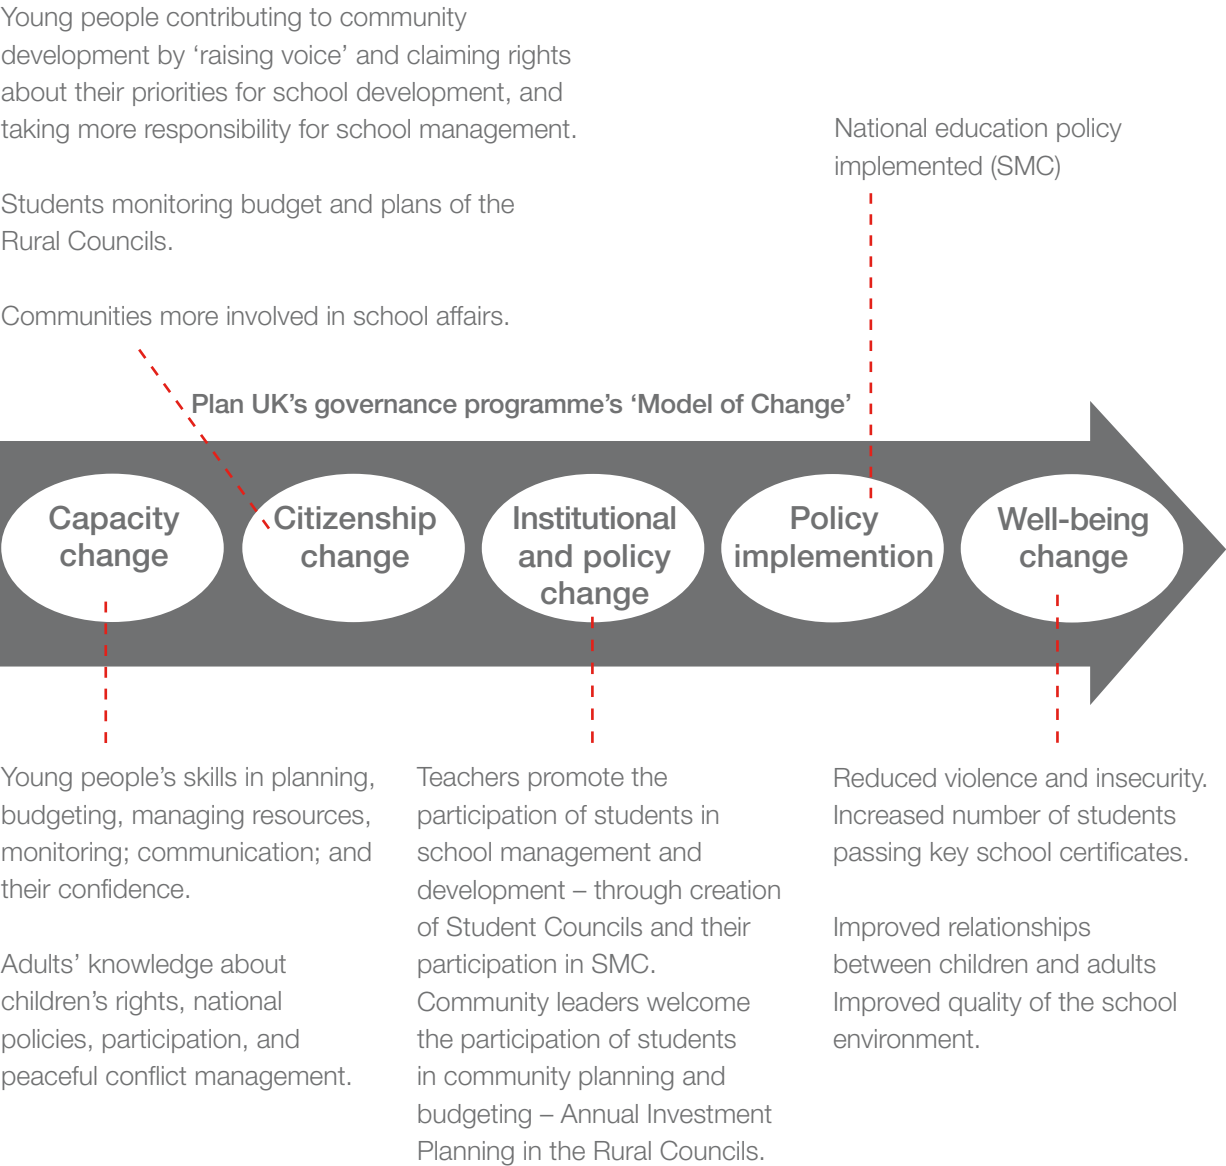 Young people contributing to community
development by ‘raising voice’ and claiming rights
about their priorities for school development, and
taking more responsibility for school management.
Students monitoring budget and plans of the
Rural Councils.
Communities more involved in school affairs.
National education policy
implemented (SMC)
Plan UK’s governance programme’s ‘Model of Change’
Capacity
change
Citizenship
change
Institutional
and policy
change
Policy
implemention
Well-being
change
Young people’s skills in planning,
budgeting, managing resources,
monitoring; communication; and
their confidence.
Adults’ knowledge about
children’s rights, national
policies, participation, and
peaceful conflict management.
Teachers promote the
participation of students in
school management and
development – through creation
of Student Councils and their
participation in SMC.
Community leaders welcome
the participation of students
in community planning and
budgeting – Annual Investment
Planning in the Rural Councils.
Reduced violence and insecurity.
Increased number of students
passing key school certificates.
Improved relationships
between children and adults
Improved quality of the school
environment.